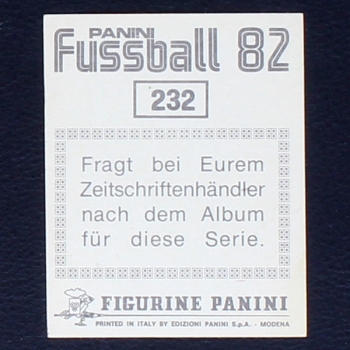 PANINI
Fussball 82
232
Fragt bei Eurem
Zeitschriftenhändler
nach dem Album
für diese Serie.
FIGURINE PANINI
PRINTED IN ITALY BY EDIZIONI PANINI S.p.A. - MODENA